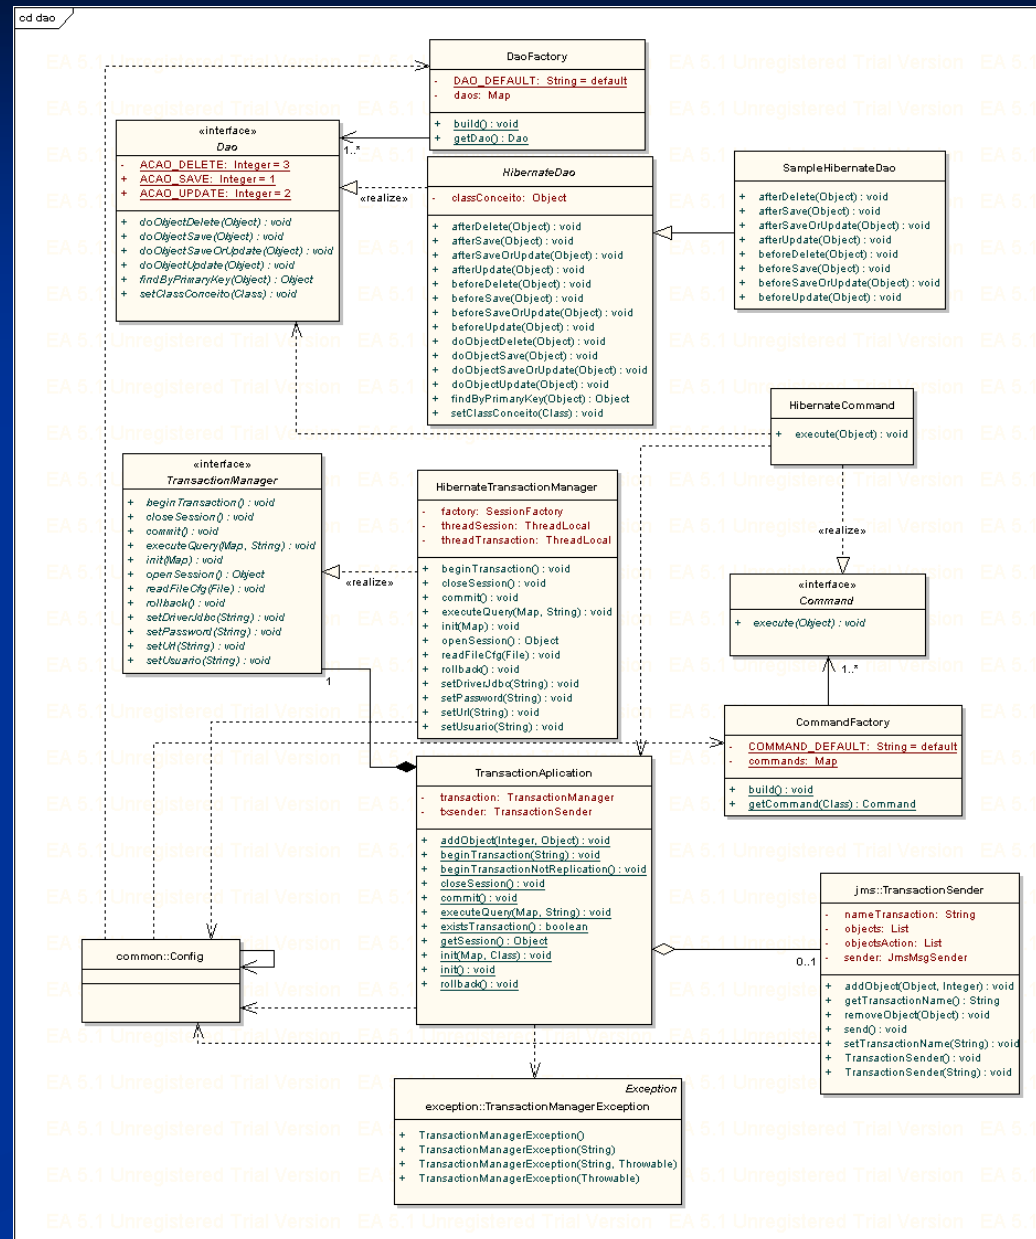 cd dao
DaoFactory
- DAO_DEFAULT: String = default
- daos: Map
+ build() : void
+ getDao() : Dao
«interface»
Dao
- ACAO_DELETE: Integer = 3
+ ACAO_SAVE: Integer = 1
+ ACAO_UPDATE: Integer = 2
+ doObjectDelete(Object) : void
+ doObjectSave(Object) : void
+ doObjectSaveOrUpdate(Object) : void
+ doObjectUpdate(Object) : void
+ findByPrimaryKey(Object) : Object
+ setClassConceito(Class) : void
1..*
«realize»
HibernateDao
- classConceito: Object
+ afterDelete(Object) : void
+ afterSave(Object) : void
+ afterSaveOrUpdate(Object) : void
+ afterUpdate(Object) : void
+ beforeDelete(Object) : void
+ beforeSave(Object) : void
+ beforeSaveOrUpdate(Object) : void
+ beforeUpdate(Object) : void
+ doObjectDelete(Object) : void
+ doObjectSave(Object) : void
+ doObjectSaveOrUpdate(Object) : void
+ doObjectUpdate(Object) : void
+ findByPrimaryKey(Object) : Object
+ setClassConceito(Class) : void
SampleHibernateDao
+ afterDelete(Object) : void
+ afterSave(Object) : void
+ afterSaveOrUpdate(Object) : void
+ afterUpdate(Object) : void
+ beforeDelete(Object) : void
+ beforeSave(Object) : void
+ beforeSaveOrUpdate(Object) : void
+ beforeUpdate(Object) : void
HibernateCommand
+ execute(Object) : void
«realize»
«interface»
Command
+ execute(Object) : void
1..*
«interface»
TransactionManager
+ beginTransaction() : void
+ closeSession() : void
+ commit() : void
+ executeQuery(Map, String) : void
+ init(Map) : void
+ openSession() : Object
+ readFileCfg(File) : void
+ rollback() : void
+ setDriverJdbc(String) : void
+ setPassword(String) : void
+ setUrl(String) : void
+ setUsuario(String) : void
1
«realize»
HibernateTransactionManager
- factory: SessionFactory
- threadSession: ThreadLocal
- threadTransaction: ThreadLocal
+ beginTransaction() : void
+ closeSession() : void
+ commit() : void
+ executeQuery(Map, String) : void
+ init(Map) : void
+ openSession() : Object
+ readFileCfg(File) : void
+ rollback() : void
+ setDriverJdbc(String) : void
+ setPassword(String) : void
+ setUrl(String) : void
+ setUsuario(String) : void
CommandFactory
- COMMAND_DEFAULT: String = default
- commands: Map
+ build() : void
+ getCommand(Class) : Command
TransactionAplication
- transaction: TransactionManager
- txsender: TransactionSender
+ addObject(Integer, Object) : void
+ beginTransaction(String) : void
+ beginTransactionNotReplication() : void
+ closeSession() : void
+ commit() : void
+ executeQuery(Map, String) : void
+ existsTransaction() : boolean
+ getSession() : Object
+ init(Map, Class) : void
+ init() : void
+ rollback() : void
jms::TransactionSender
- nameTransaction: String
- objects: List
- objectsAction: List
- sender: JmsMsgSender
+ addObject(Object, Integer) : void
+ getTransactionName() : String
+ removeObject(Object) : void
+ send() : void
+ setTransactionName(String) : void
+ TransactionSender() : void
+ TransactionSender(String) : void
0..1
common::Config
Exception
exception::TransactionManagerException
+ TransactionManagerException()
+ TransactionManagerException(String)
+ TransactionManagerException(String, Throwable)
+ TransactionManagerException(Throwable)